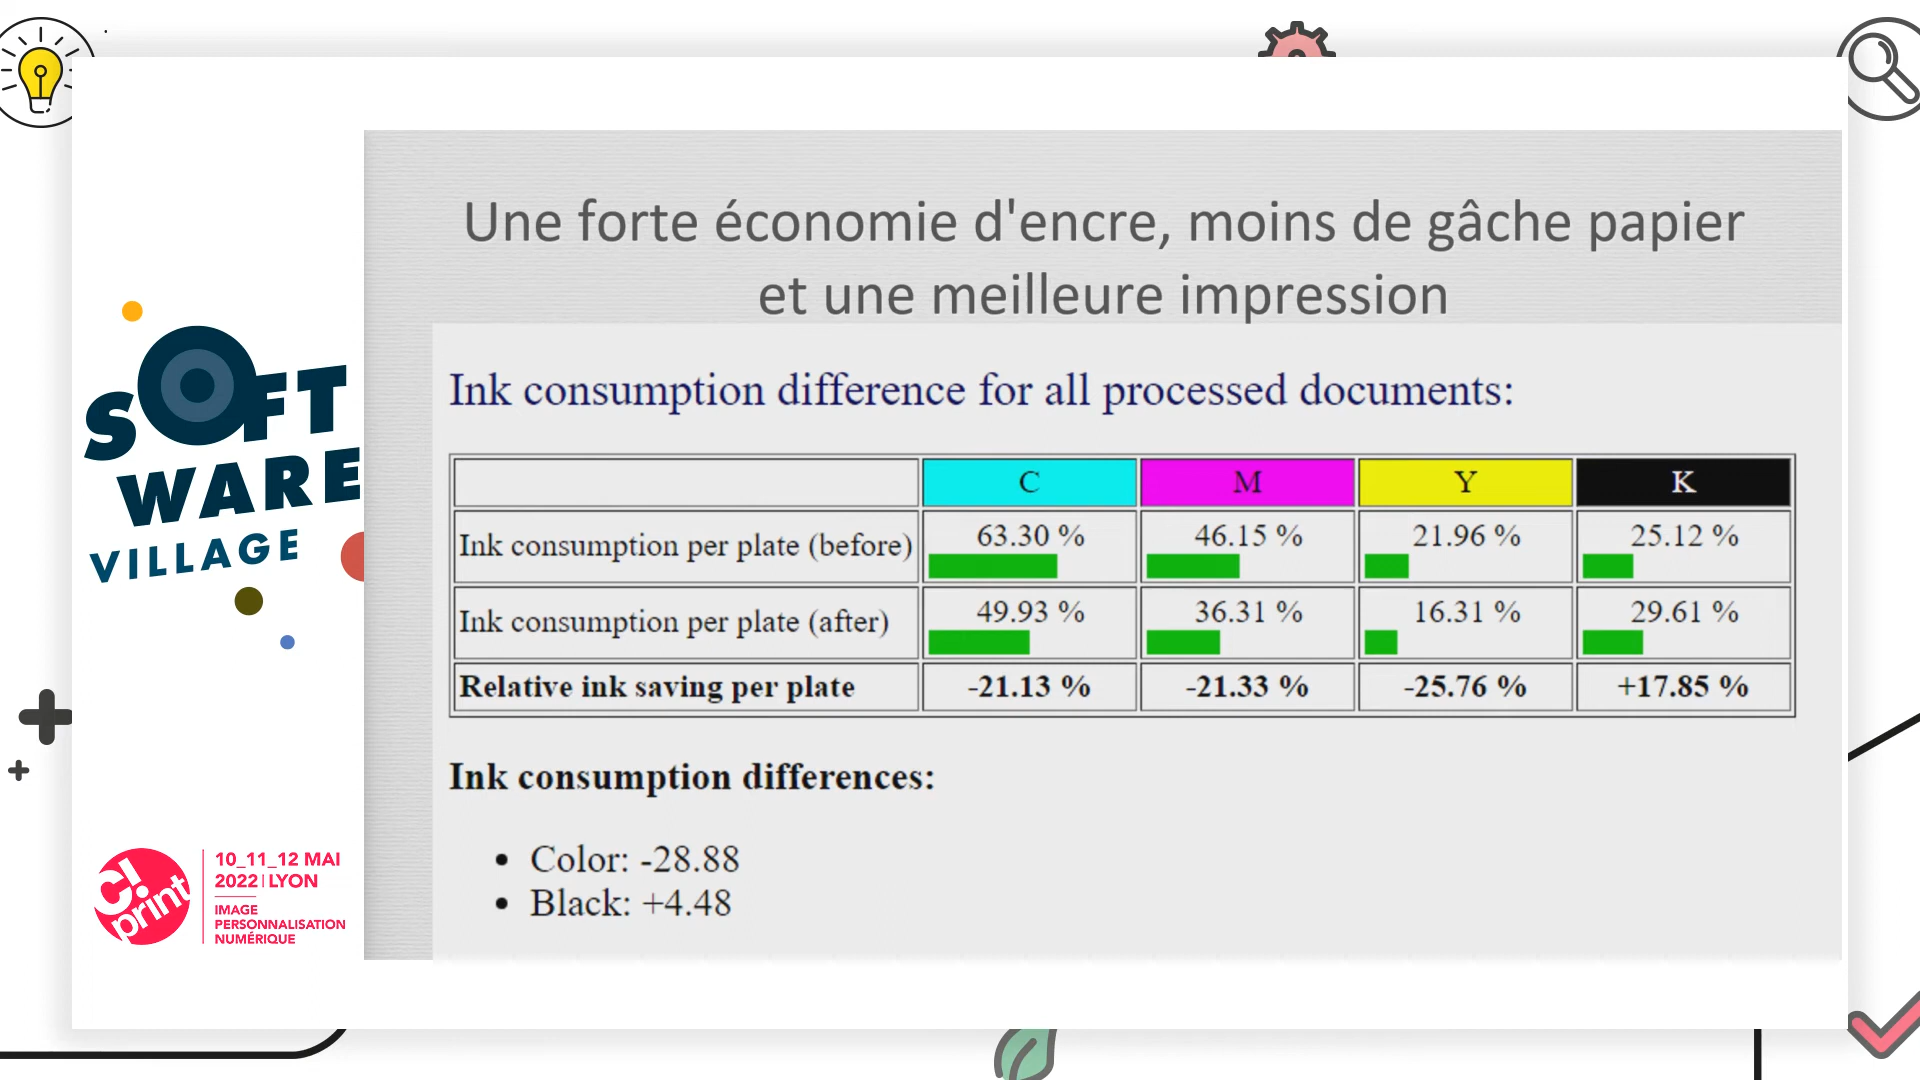 Une forte économie d'encre, moins de gâche papier
et une meilleure impression
SOFT
WARE
VILLAGE
Ink consumption difference for all processed documents:
C M Y K
Ink consumption per plate (before) 63.30 % 46.15 % 21.96 % 25.12 %
Ink consumption per plate (after) 49.93 % 36.31 % 16.31 % 29.61 %
Relative ink saving per plate -21.13 % -21.33 % -25.76 % +17.85 %
Ink consumption differences:
• Color: -28.88
• Black: +4.48
C!
print
10_11_12 MAI
2022 | LYON
IMAGE
PERSONNALISATION
NUMÉRIQUE